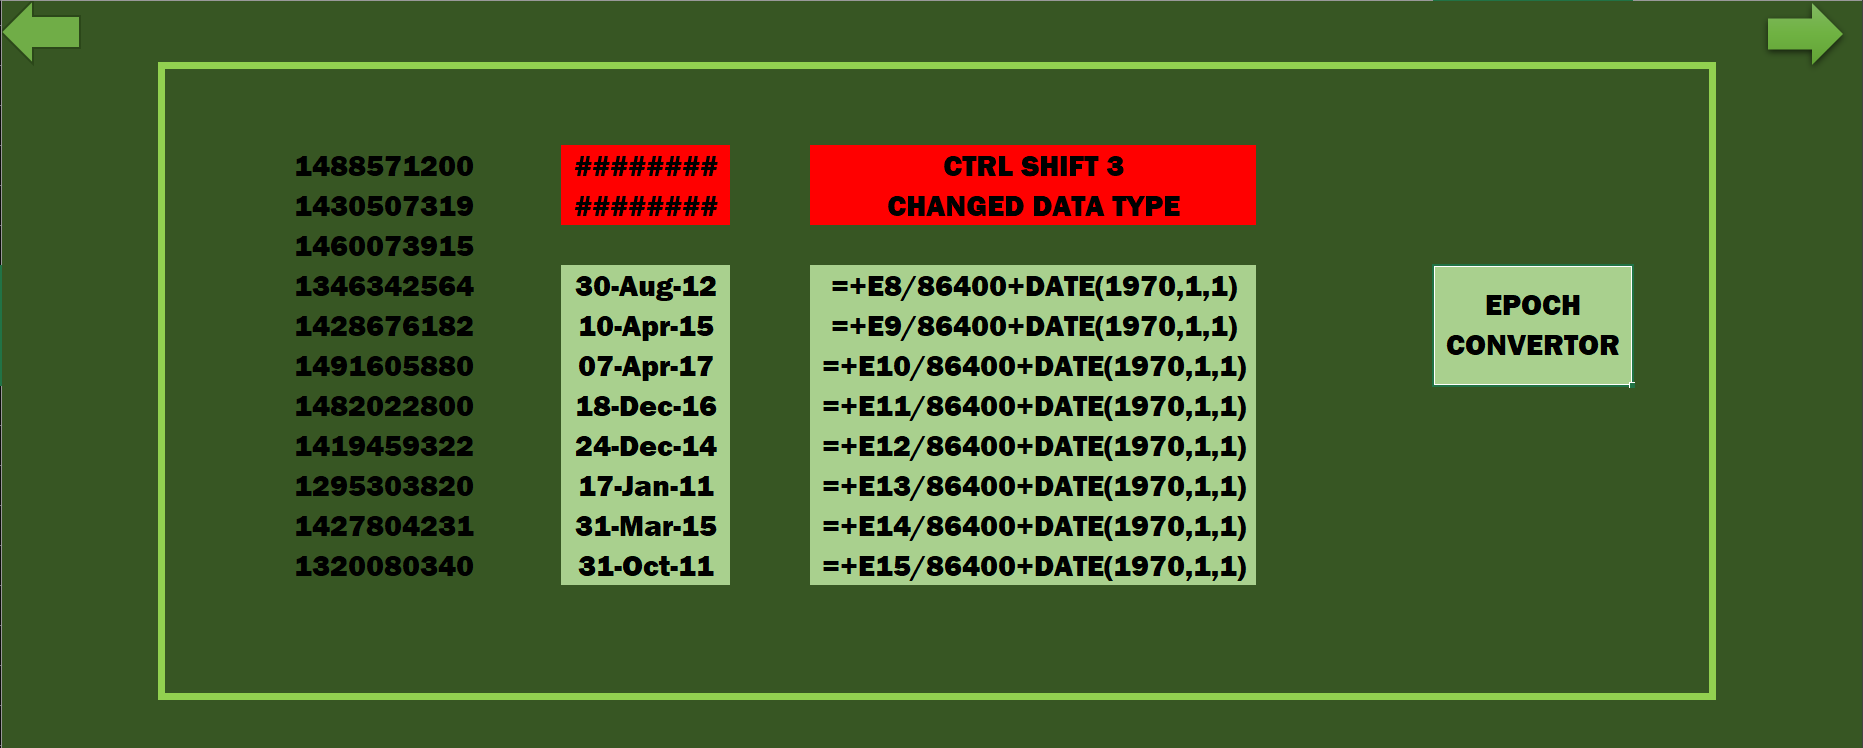 1488571200 ######## CTRL SHIFT 3
1430507319 ######## CHANGED DATA TYPE
1460073915
1346342564 30-Aug-12 =+E8/86400+DATE(1970,1,1)
1428676182 10-Apr-15 =+E9/86400+DATE(1970,1,1)
1491605880 07-Apr-17 =+E10/86400+DATE(1970,1,1)
1482022800 18-Dec-16 =+E11/86400+DATE(1970,1,1)
1419459322 24-Dec-14 =+E12/86400+DATE(1970,1,1)
1295303820 17-Jan-11 =+E13/86400+DATE(1970,1,1)
1427804231 31-Mar-15 =+E14/86400+DATE(1970,1,1)
1320080340 31-Oct-11 =+E15/86400+DATE(1970,1,1)
EPOCH
CONVERTOR